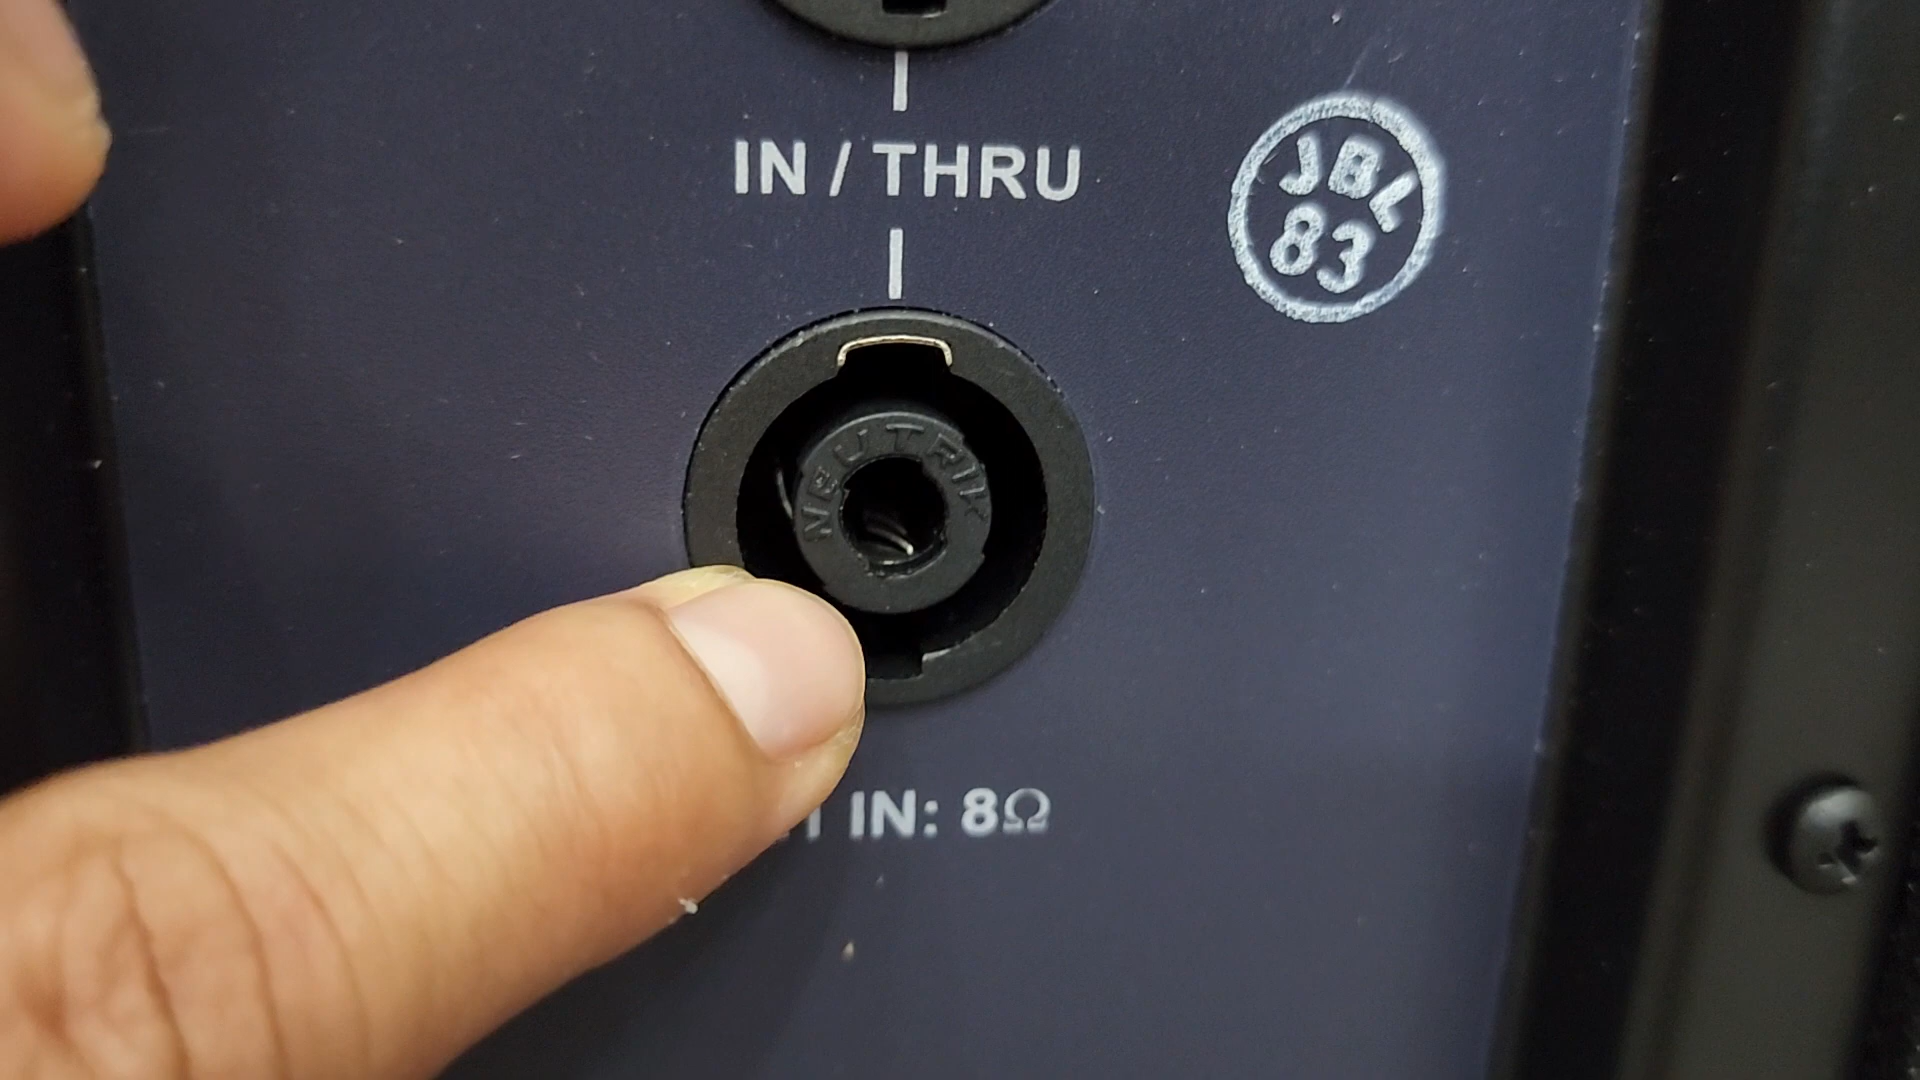 IN / THRU
JBL
83
NEUTRIK
IN: 8Ω